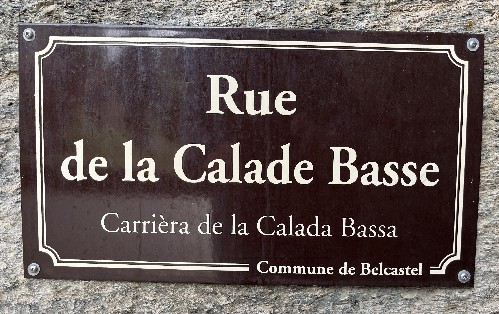 Rue
de la Calade Basse
Carrièra de la Calada Bassa
Commune de Belcastel